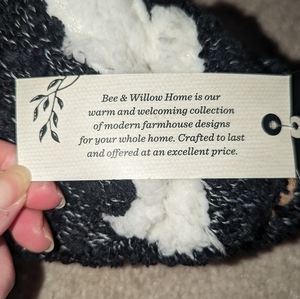 Bee & Willow Home is our
warm and welcoming collection
of modern farmhouse designs
for your whole home. Crafted to last
and offered at an excellent price.